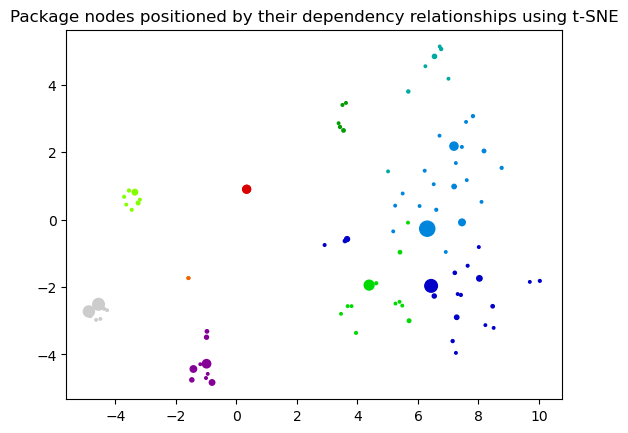 Package nodes positioned by their dependency relationships using t-SNE
4
2
0
−2
−4
−4 −2 0 2 4 6 8 10